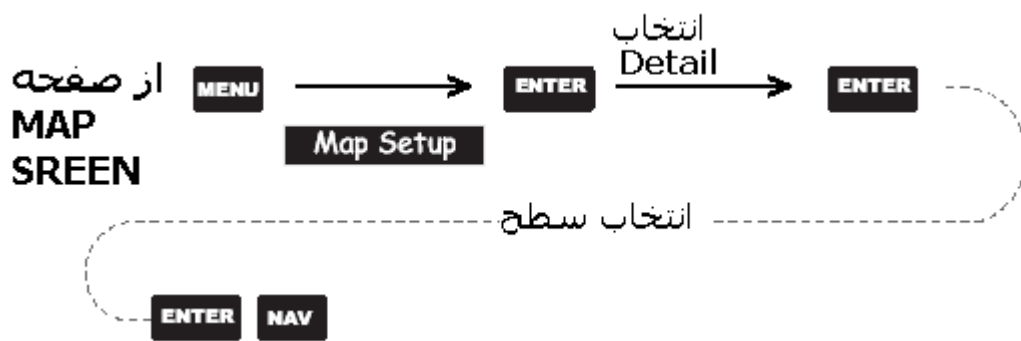 از صفحه
MAP
SREEN
MENU
Map Setup
ENTER
انتخاب
Detail
ENTER
انتخاب سطح
ENTER
NAV